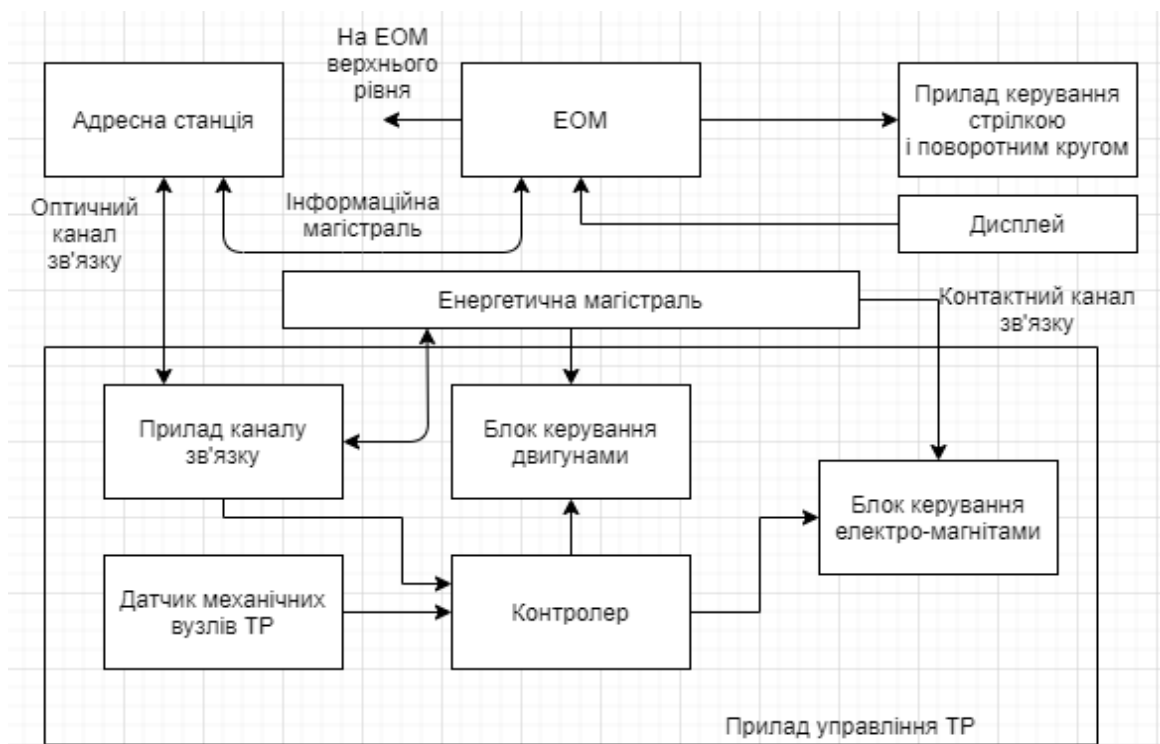 На ЕОМ
верхнього
рівня
Адресна станція
ЕОМ
Прилад керування
стрілкою
і поворотним кругом
Оптичний
канал
зв'язку
Інформаційна
магістраль
Дисплей
Енергетична магістраль
Контактний канал
зв'язку
Прилад каналу
зв'язку
Блок керування
двигунами
Блок керування
електро-магнітами
Датчик механічних
вузлів ТР
Контролер
Прилад управління ТР